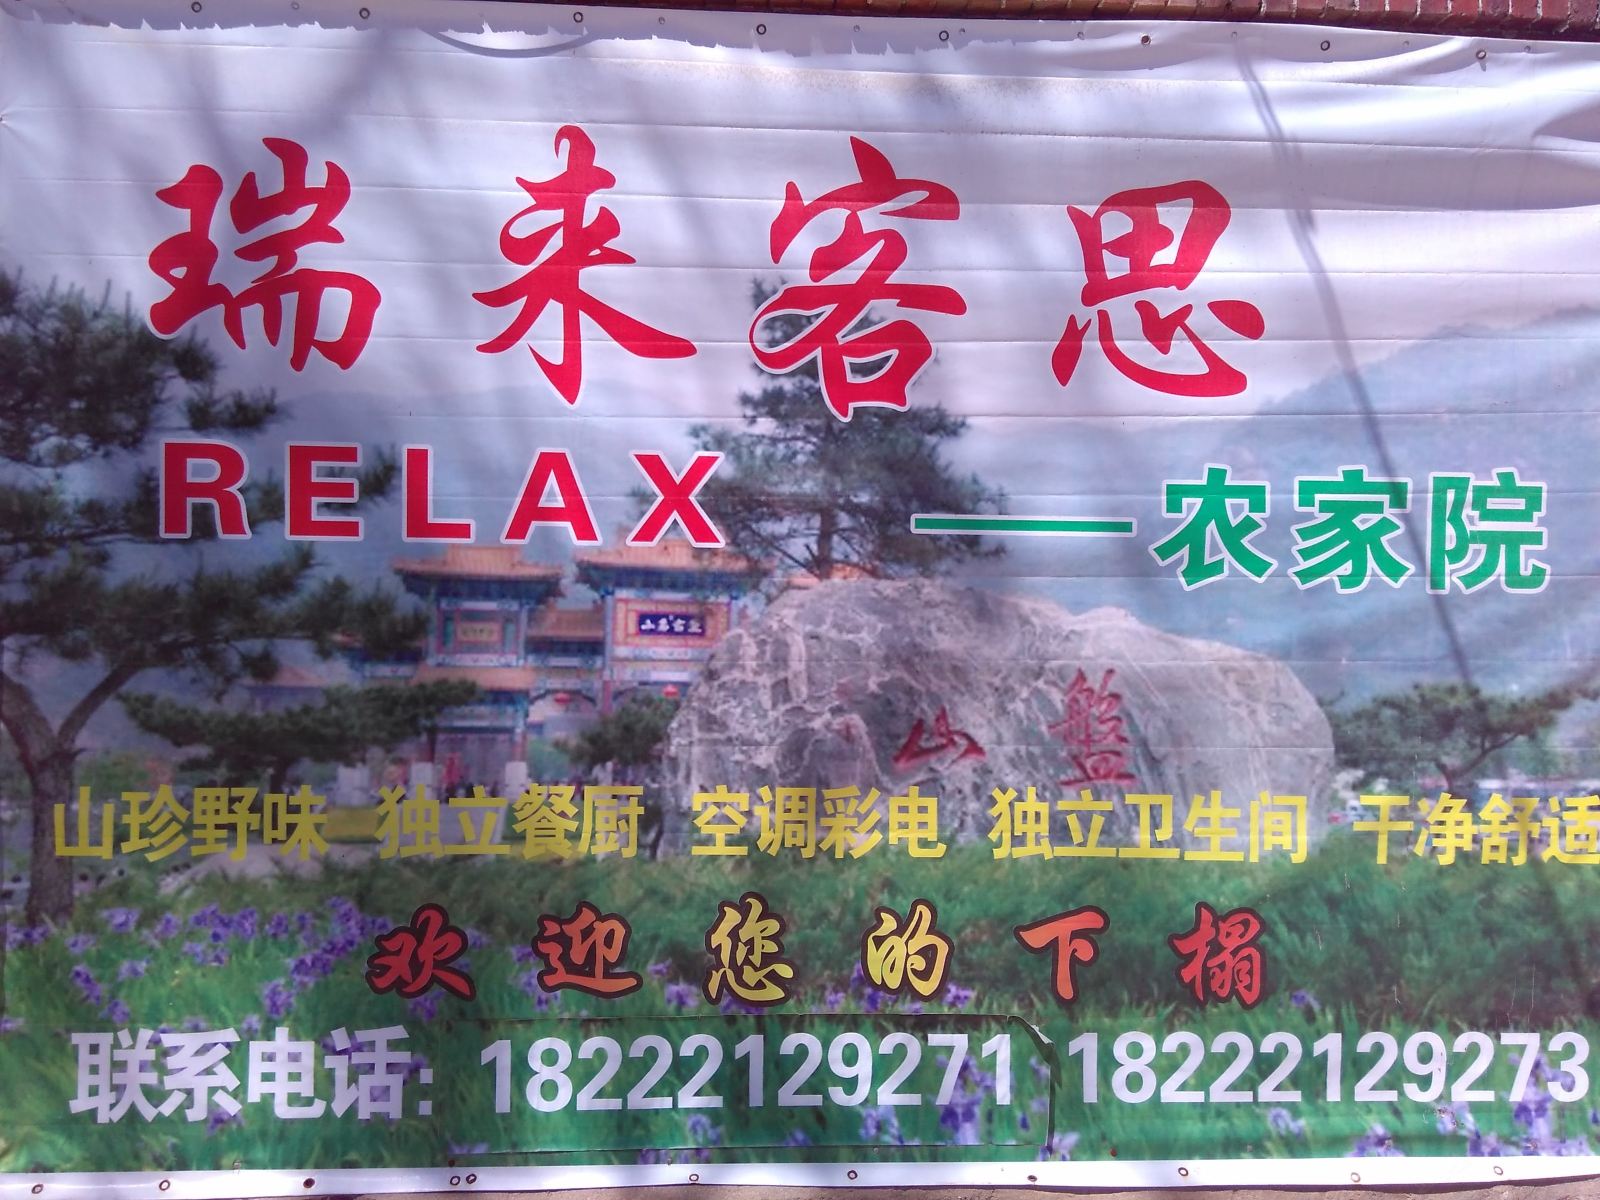 瑞来客思
RELAX ——农家院
山盤
山珍野味 独立餐厨 空调彩电 独立卫生间 干净舒适
欢迎您的下榻
联系电话: 18222129271 18222129273